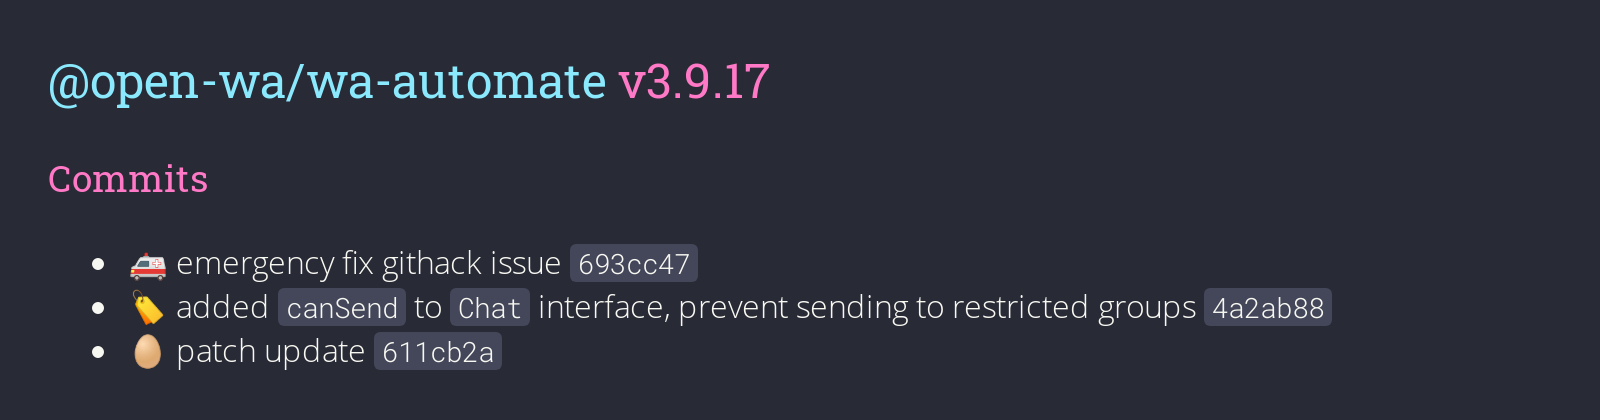 @open-wa/wa-automate v3.9.17
Commits
🚑 emergency fix githack issue 693cc47
🏷️ added canSend to Chat interface, prevent sending to restricted groups 4a2ab88
🥚 patch update 611cb2a